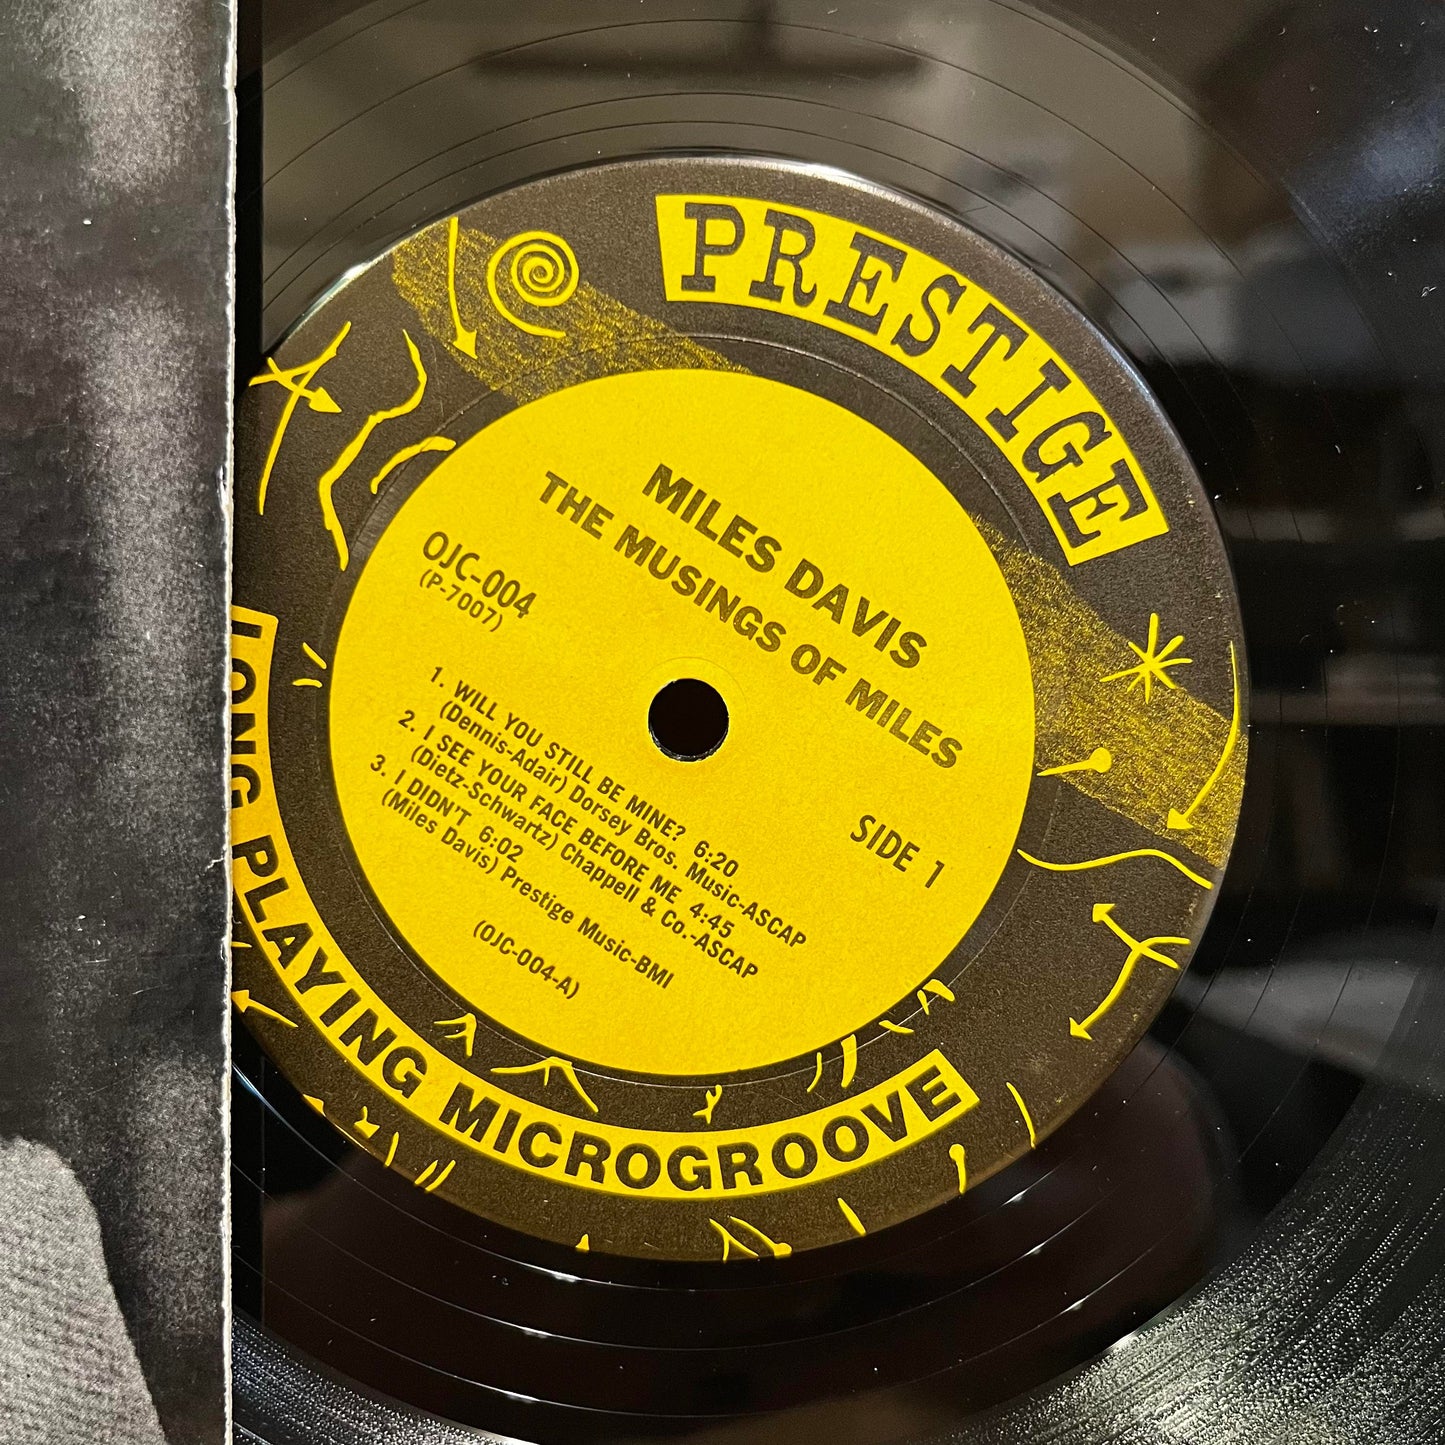 PRESTIGE
MILES DAVIS
THE MUSINGS OF MILES
OJC-004
(P-7007)
SIDE 1
1. WILL YOU STILL BE MINE? 6:20
(Dennis-Adair) Dorsey Bros. Music-ASCAP
2. I SEE YOUR FACE BEFORE ME 4:45
(Dietz-Schwartz) Chappell & Co.-ASCAP
3. I DIDN'T 6:02
(Miles Davis) Prestige Music-BMI
(OJC-004-A)
LONG PLAYING MICROGROOVE